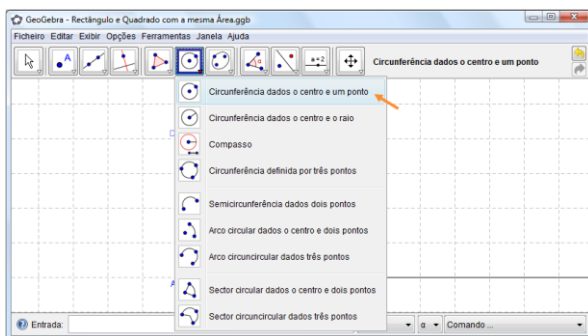 GeoGebra - Rectângulo e Quadrado com a mesma Área.ggb
Ficheiro Editar Exibir Opções Ferramentas Janela Ajuda
A
α
a=2
Circunferência dados o centro e um ponto
Circunferência dados o centro e um ponto
Circunferência dados o centro e o raio
Compasso
Circunferência definida por três pontos
Semicircunferência dados dois pontos
Arco circular dados o centro e dois pontos
Arco circuncircular dados três pontos
Sector circular dados o centro e dois pontos
Sector circuncircular dados três pontos
Entrada:
α
Comando ...